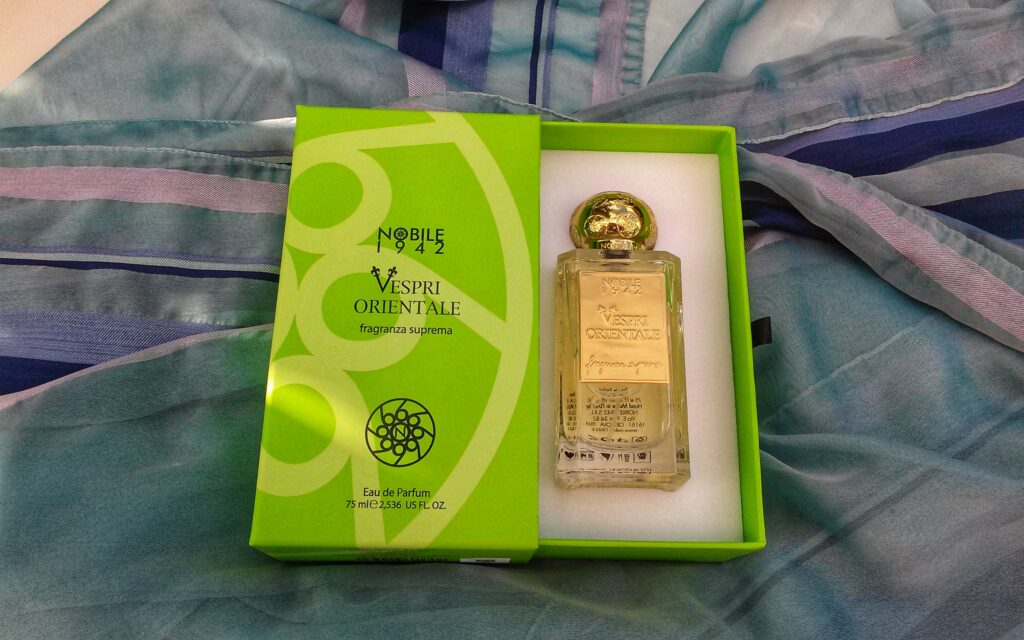 NOBILE
1942
VESPRI
ORIENTALE
fragranza suprema
N
Eau de Parfum
75 ml℮2,536 US FL. OZ.
NOBILE
1942
VESPRI
ORIENTALE
fragranza suprema